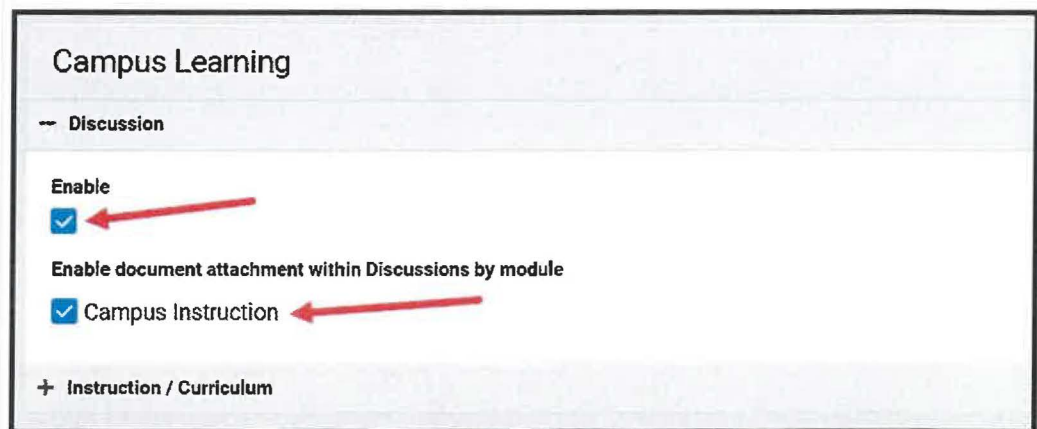 Campus Learning
Discussion
Enable
Enable document attachment within Discussions by module
Campus Instruction
Instruction / Curriculum